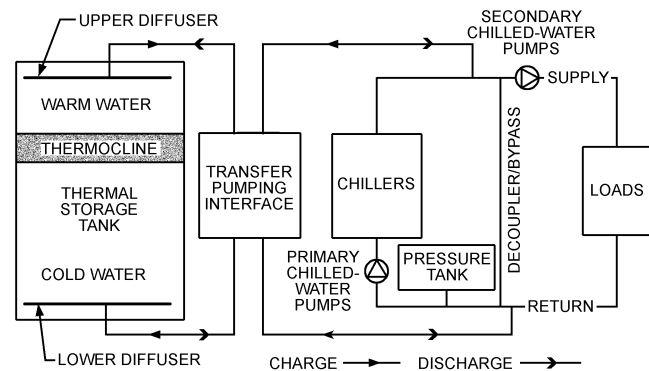 UPPER DIFFUSER
SECONDARY
CHILLED-WATER
PUMPS
SUPPLY
WARM WATER
THERMOCLINE
THERMAL
STORAGE
TANK
TRANSFER
PUMPING
INTERFACE
CHILLERS
DECOUPLER/BYPASS
LOADS
COLD WATER
PRIMARY
CHILLED-
WATER
PUMPS
PRESSURE
TANK
RETURN
LOWER DIFFUSER
CHARGE
DISCHARGE